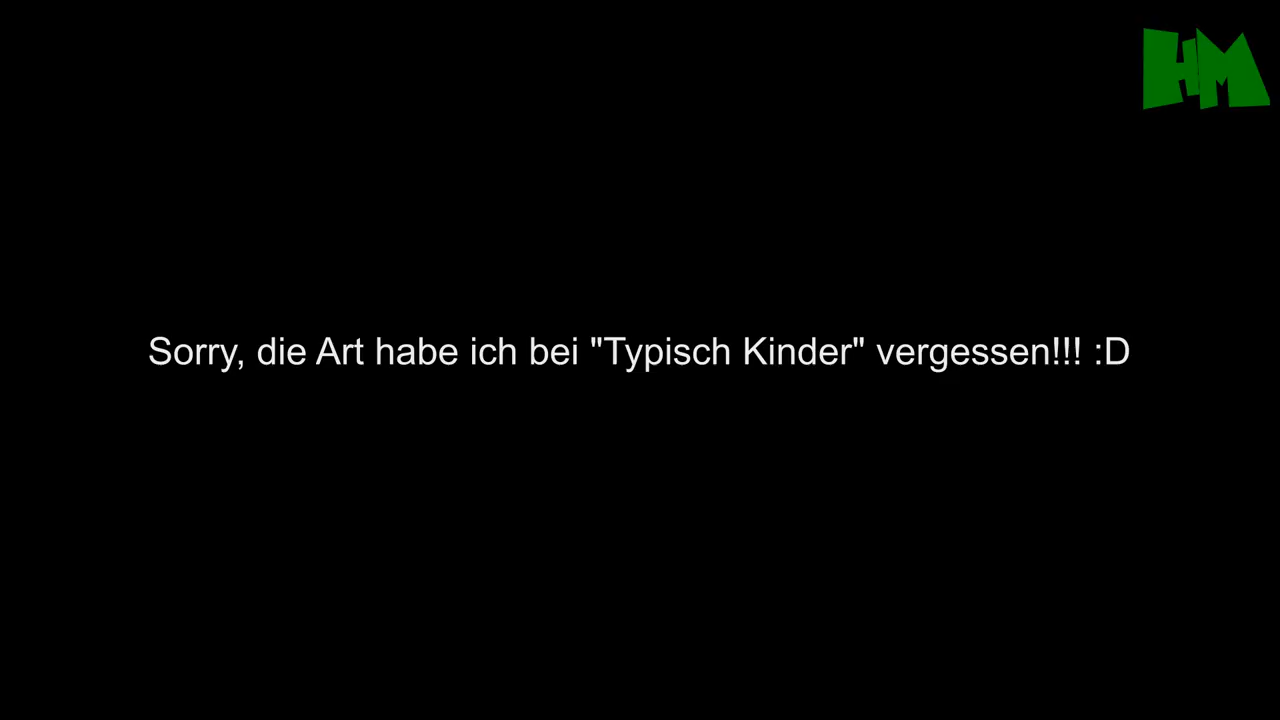 HM
Sorry, die Art habe ich bei "Typisch Kinder" vergessen!!! :D